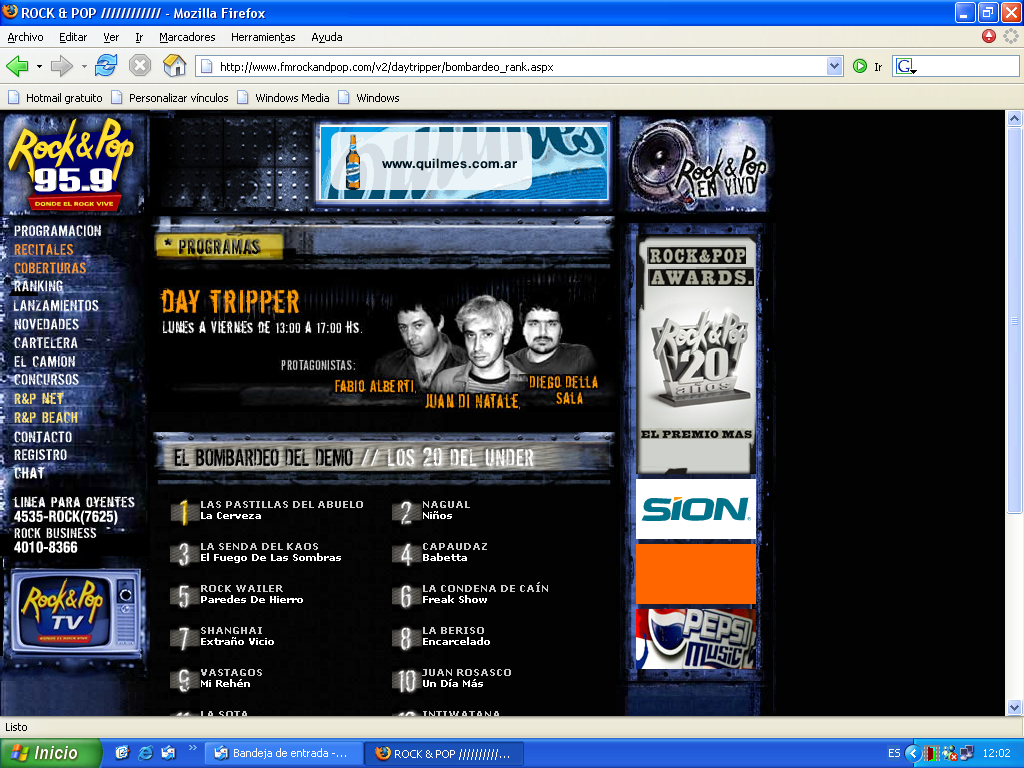 ROCK & POP //////////// - Mozilla Firefox
Archivo Editar Ver Ir Marcadores Herramientas Ayuda
http://www.fmrockandpop.com/v2/daytripper/bombardeo_rank.aspx
Ir
G
Hotmail gratuito Personalizar vínculos Windows Media Windows
Rock & Pop
95.9
DONDE EL ROCK VIVE
www.quilmes.com.ar
Rock & Pop
EN VIVO
PROGRAMACION
RECITALES
COBERTURAS
RANKING
LANZAMIENTOS
NOVEDADES
CARTELERA
EL CAMION
CONCURSOS
R&P NET
R&P BEACH
CONTACTO
REGISTRO
CHAT
LINEA PARA OYENTES
4535-ROCK(7625)
ROCK BUSINESS
4010-8366
Rock & Pop
TV
DONDE EL ROCK VIVE
* PROGRAMAS
DAY TRIPPER
LUNES A VIERNES DE 13:00 A 17:00 HS.
PROTAGONISTAS:
FABIO ALBERTI,
JUAN DI NATALE,
DIEGO DELLA
SALA
EL BOMBARDEO DEL DEMO // LOS 20 DEL UNDER
1 LAS PASTILLAS DEL ABUELO
La Cerveza
2 NAGUAL
Niños
3 LA SENDA DEL KAOS
El Fuego De Las Sombras
4 CAPAUDAZ
Babetta
5 ROCK WAILER
Paredes De Hierro
6 LA CONDENA DE CAÍN
Freak Show
7 SHANGHAI
Extraño Vicio
8 LA BERISO
Encarcelado
9 VASTAGOS
Mi Rehén
10 JUAN ROSASCO
Un Día Más
11 LA SOTA
12 INTIWATANA
ROCK&POP
AWARDS.
Rock & Pop
20
años
EL PREMIO MAS
SION
PEPSI
MUSIC
Listo
Inicio
Bandeja de entrada -...
ROCK & POP //////////...
ES
12:02